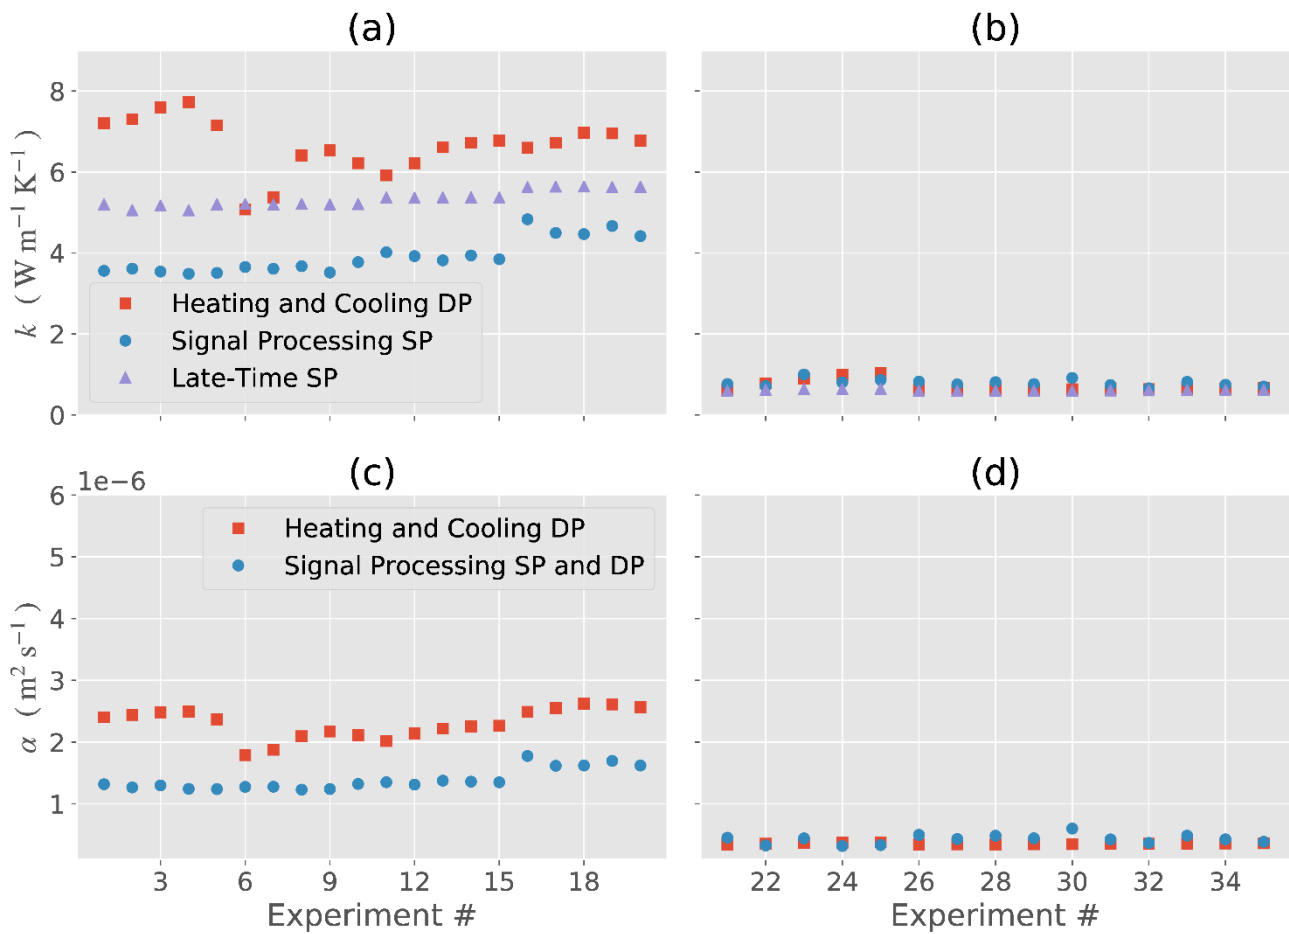 (a)
(b)
8
6
4
2
0
k ( W m⁻¹ K⁻¹ )
Heating and Cooling DP
Signal Processing SP
Late-Time SP
(c)
(d)
1e−6
6
5
4
3
2
1
α ( m² s⁻¹ )
Heating and Cooling DP
Signal Processing SP and DP
3 6 9 12 15 18
22 24 26 28 30 32 34
Experiment #
Experiment #